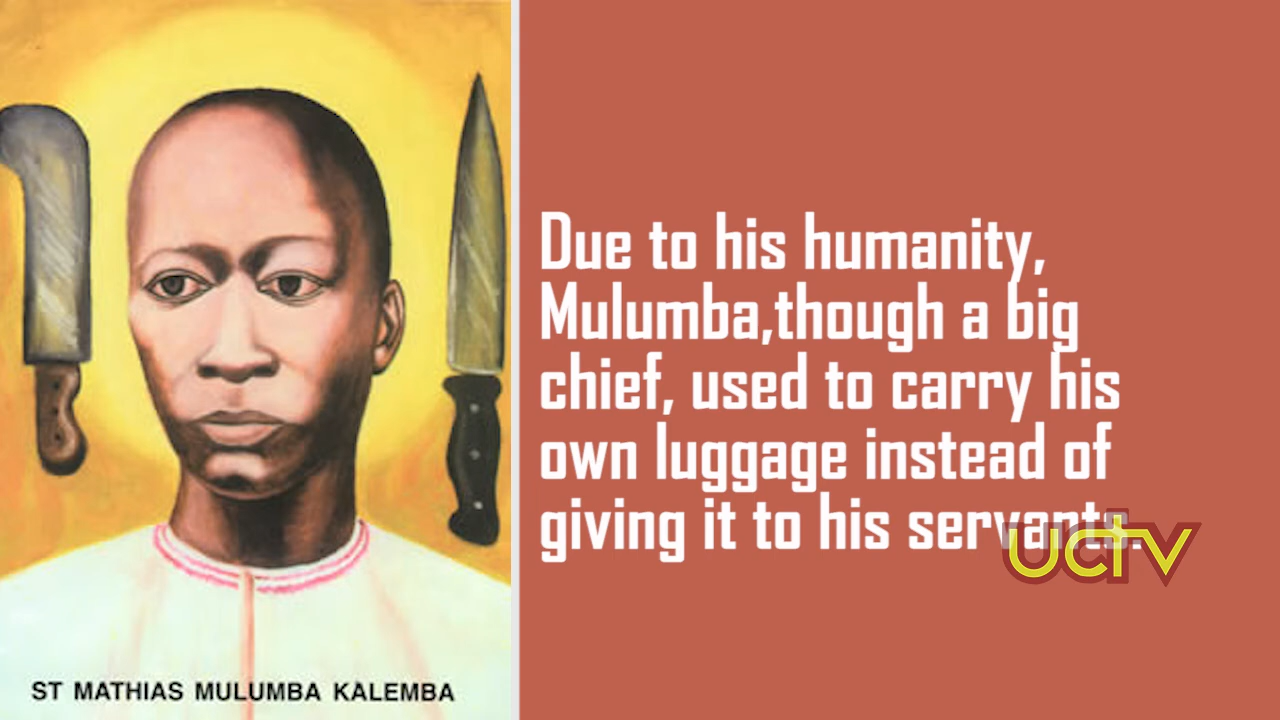 Due to his humanity,
Mulumba,though a big
chief, used to carry his
own luggage instead of
giving it to his servants.
uctv
ST MATHIAS MULUMBA KALEMBA